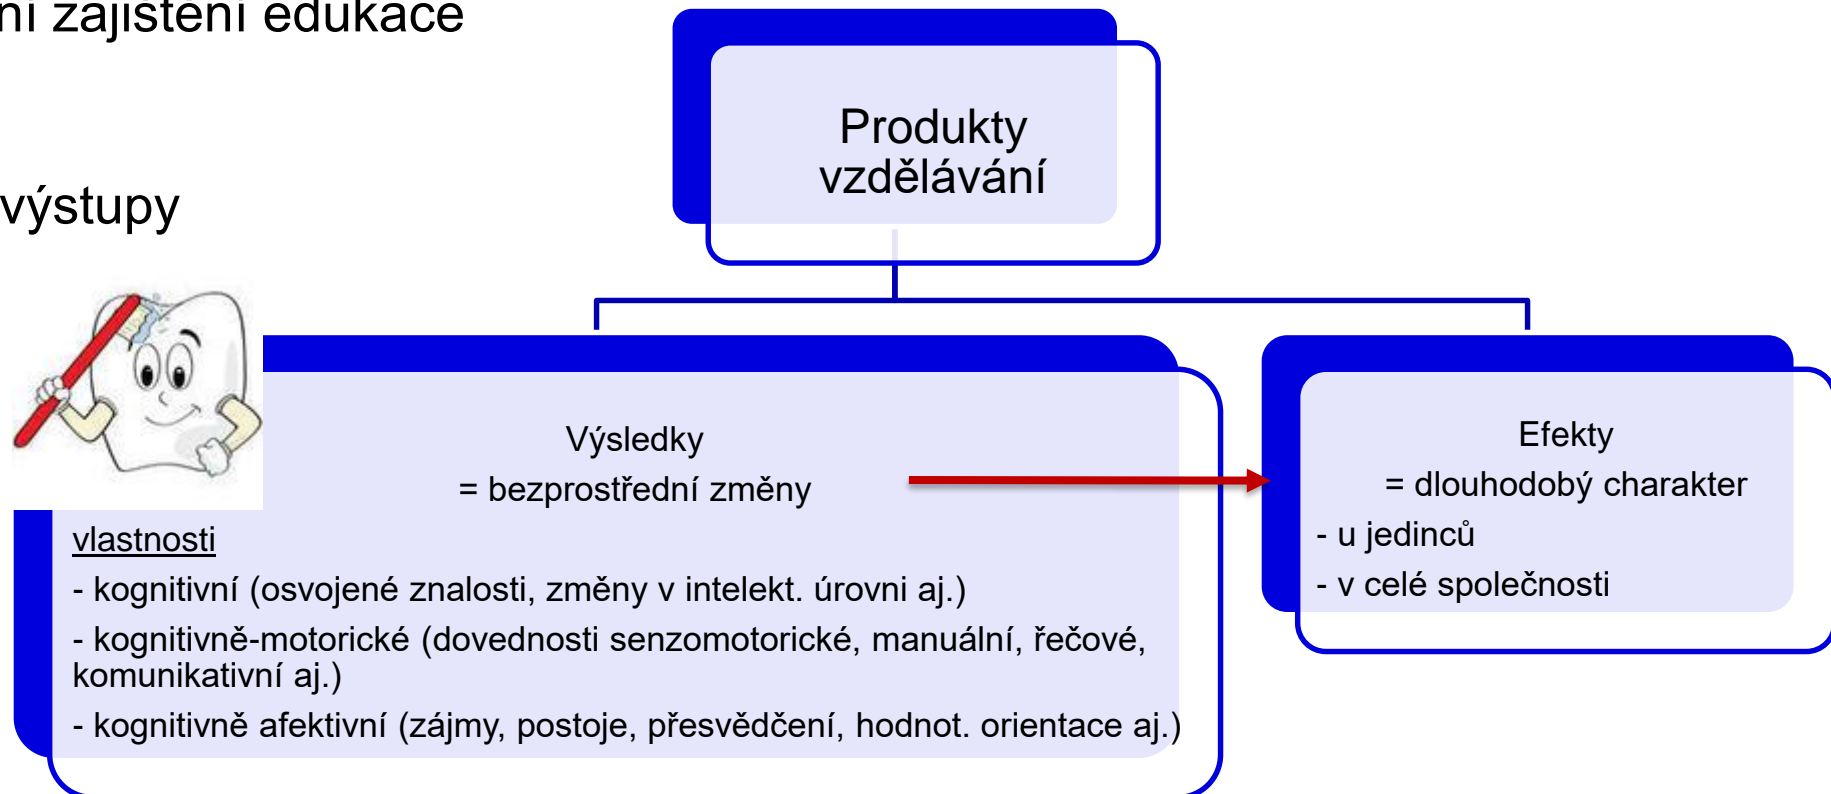 ní zajištění edukace
výstupy
Produkty
vzdělávání
Výsledky
= bezprostřední změny
vlastnosti
- kognitivní (osvojené znalosti, změny v intelekt. úrovni aj.)
- kognitivně-motorické (dovednosti senzomotorické, manuální, řečové,
komunikativní aj.)
- kognitivně afektivní (zájmy, postoje, přesvědčení, hodnot. orientace aj.)
Efekty
= dlouhodobý charakter
- u jedinců
- v celé společnosti